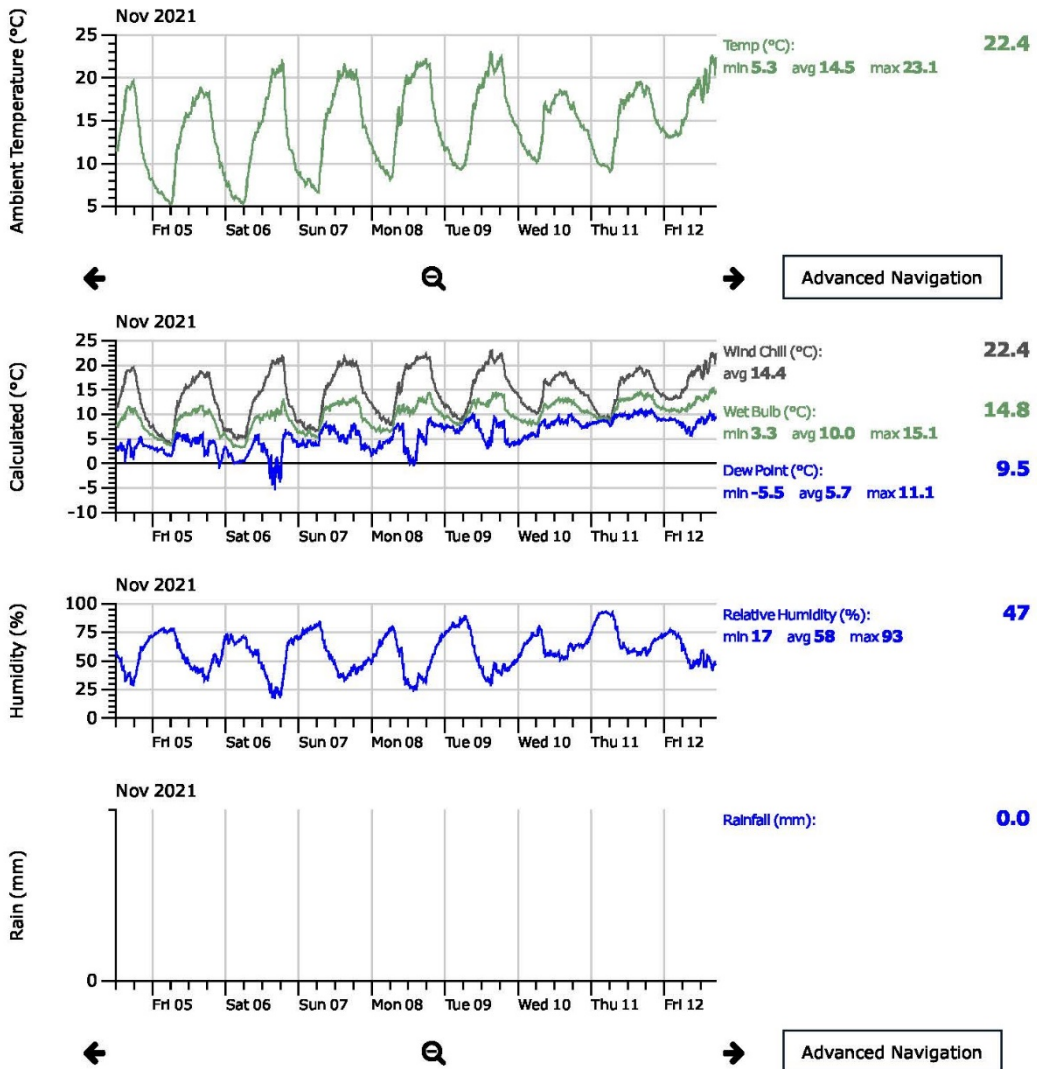 Nov 2021
Ambient Temperature (°C)
25
20
15
10
5
Fri 05 Sat 06 Sun 07 Mon 08 Tue 09 Wed 10 Thu 11 Fri 12
Temp (°C): 22.4
min 5.3 avg 14.5 max 23.1
Advanced Navigation
Nov 2021
Calculated (°C)
25
20
15
10
5
0
-5
-10
Fri 05 Sat 06 Sun 07 Mon 08 Tue 09 Wed 10 Thu 11 Fri 12
Wind Chill (°C): 22.4
avg 14.4
Wet Bulb (°C): 14.8
min 3.3 avg 10.0 max 15.1
Dew Point (°C): 9.5
min -5.5 avg 5.7 max 11.1
Nov 2021
Humidity (%)
100
75
50
25
0
Fri 05 Sat 06 Sun 07 Mon 08 Tue 09 Wed 10 Thu 11 Fri 12
Relative Humidity (%): 47
min 17 avg 58 max 93
Nov 2021
Rain (mm)
0
Fri 05 Sat 06 Sun 07 Mon 08 Tue 09 Wed 10 Thu 11 Fri 12
Rainfall (mm): 0.0
Advanced Navigation